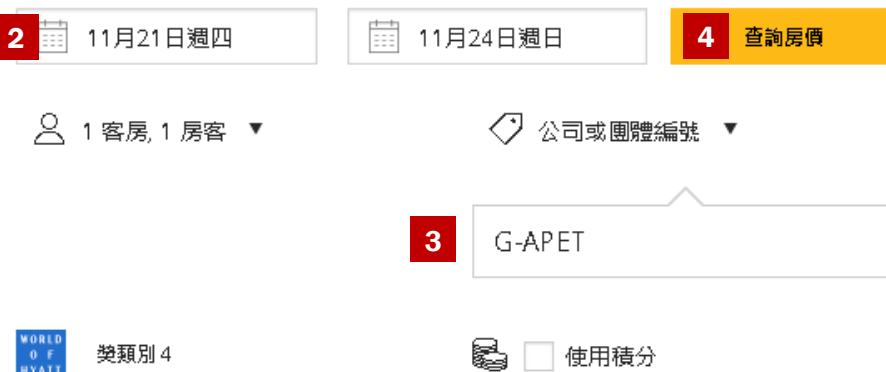 2 11月21日週四 11月24日週日 4 查詢房價
1 客房, 1 房客 ▼ 公司或團體編號 ▼
3 G-APET
WORLD
OF
HYATT
獎類別 4 使用積分